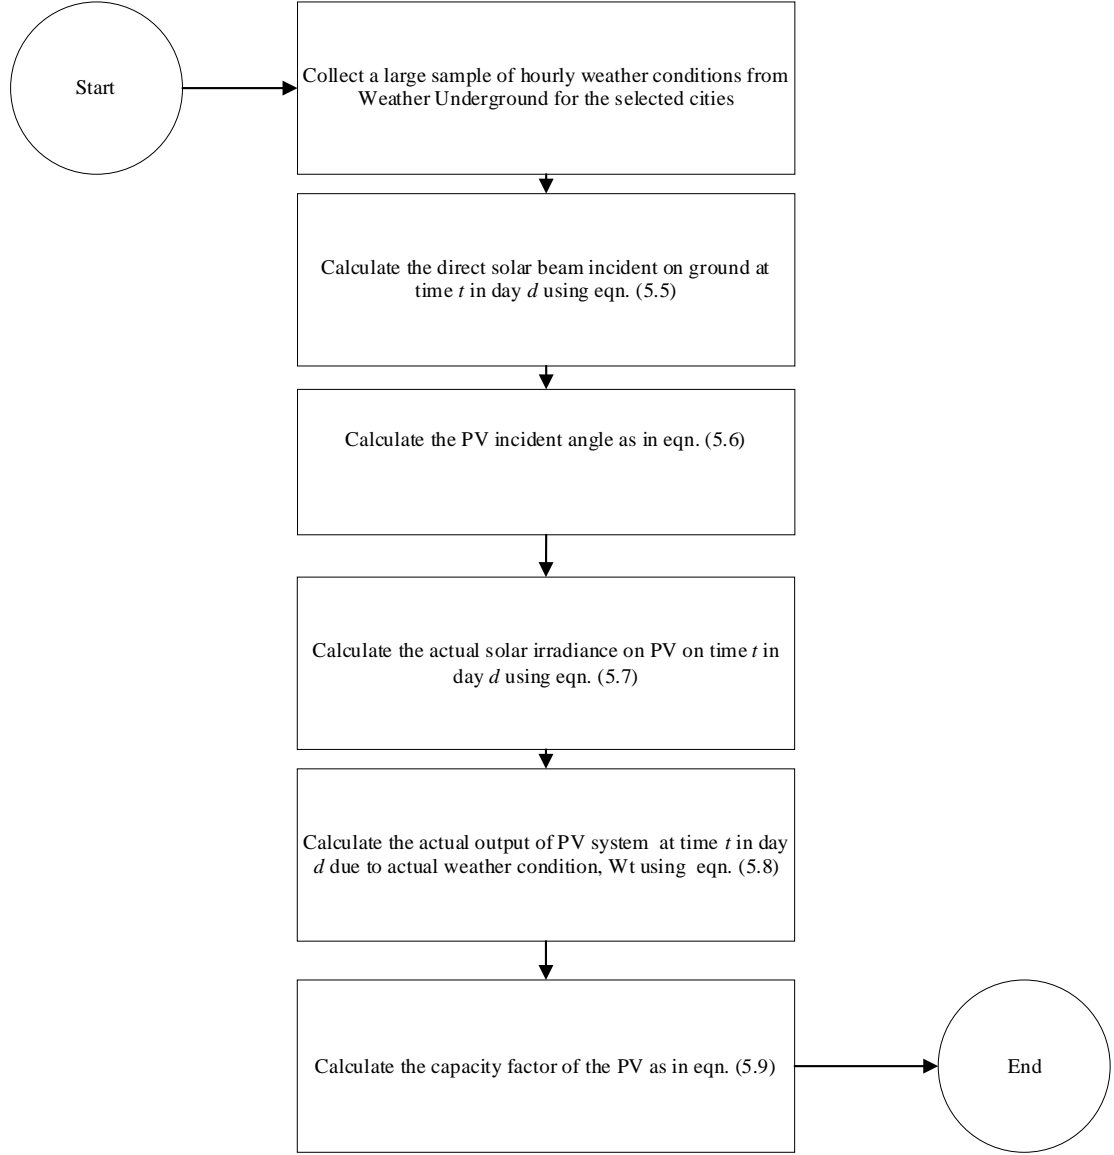 Start
Collect a large sample of hourly weather conditions from
Weather Underground for the selected cities
Calculate the direct solar beam incident on ground at
time t in day d using eqn. (5.5)
Calculate the PV incident angle as in eqn. (5.6)
Calculate the actual solar irradiance on PV on time t in
day d using eqn. (5.7)
Calculate the actual output of PV system at time t in day
d due to actual weather condition, Wt using eqn. (5.8)
Calculate the capacity factor of the PV as in eqn. (5.9)
End